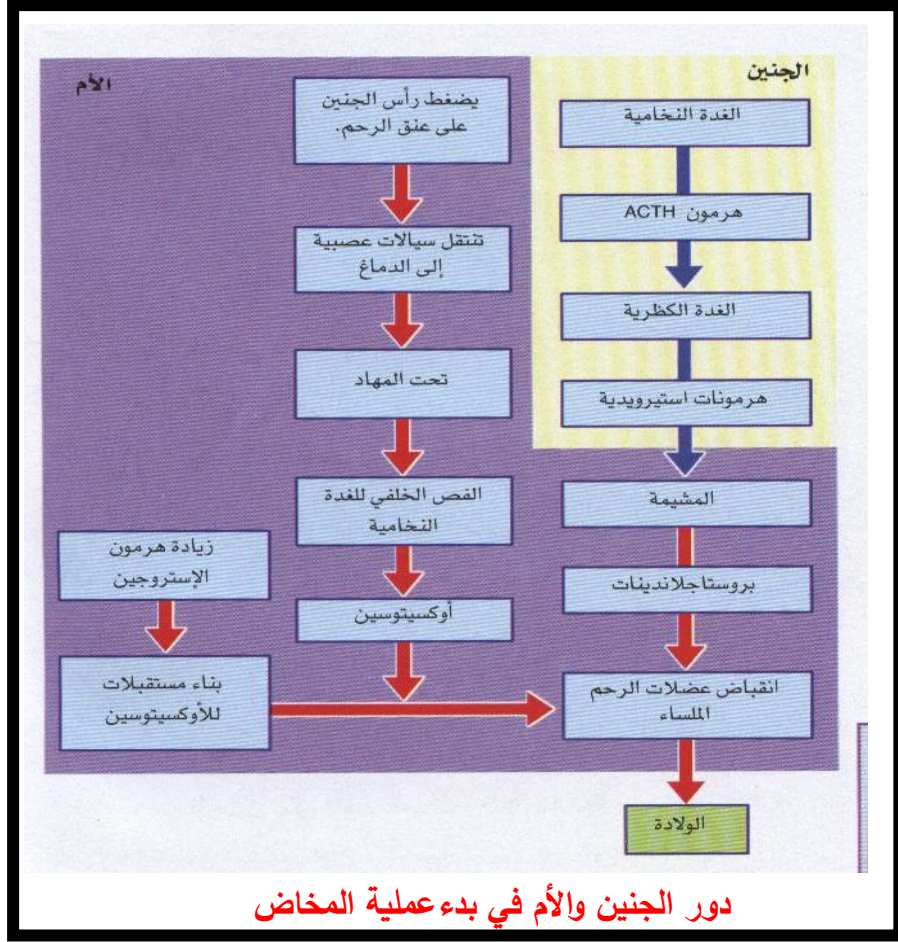 الجنين
الغدة النخامية
هرمون ACTH
الغدة الكظرية
هرمونات استيرويدية
المشيمة
بروستاجلاندينات
انقباض عضلات الرحم
الملساء
الولادة
الأم
يضغط رأس الجنين
على عنق الرحم.
تنتقل سيالات عصبية
إلى الدماغ
تحت المهاد
الفص الخلفي للغدة
النخامية
أوكسيتوسين
زيادة هرمون
الإستروجين
بناء مستقبلات
للأوكسيتوسين
دور الجنين والأم في بدء عملية المخاض